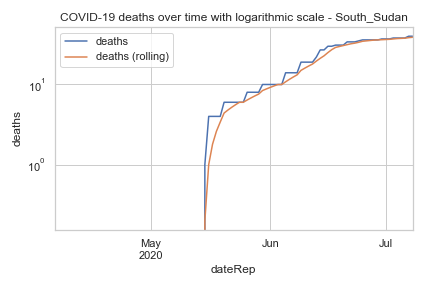 COVID-19 deaths over time with logarithmic scale - South_Sudan
deaths
deaths (rolling)
10¹
10⁰
deaths
May
2020
Jun
Jul
dateRep